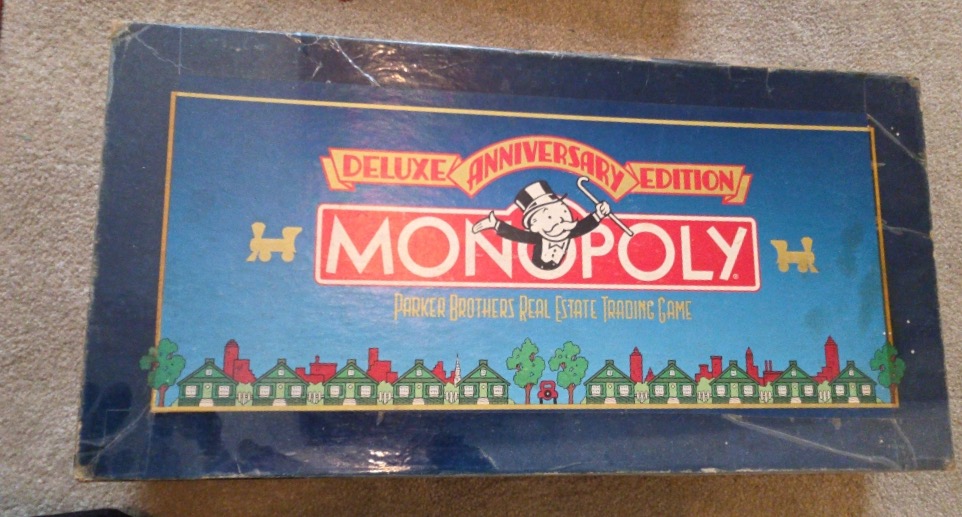 DELUXE ANNIVERSARY EDITION
MONOPOLY®
PARKER BROTHERS REAL ESTATE TRADING GAME